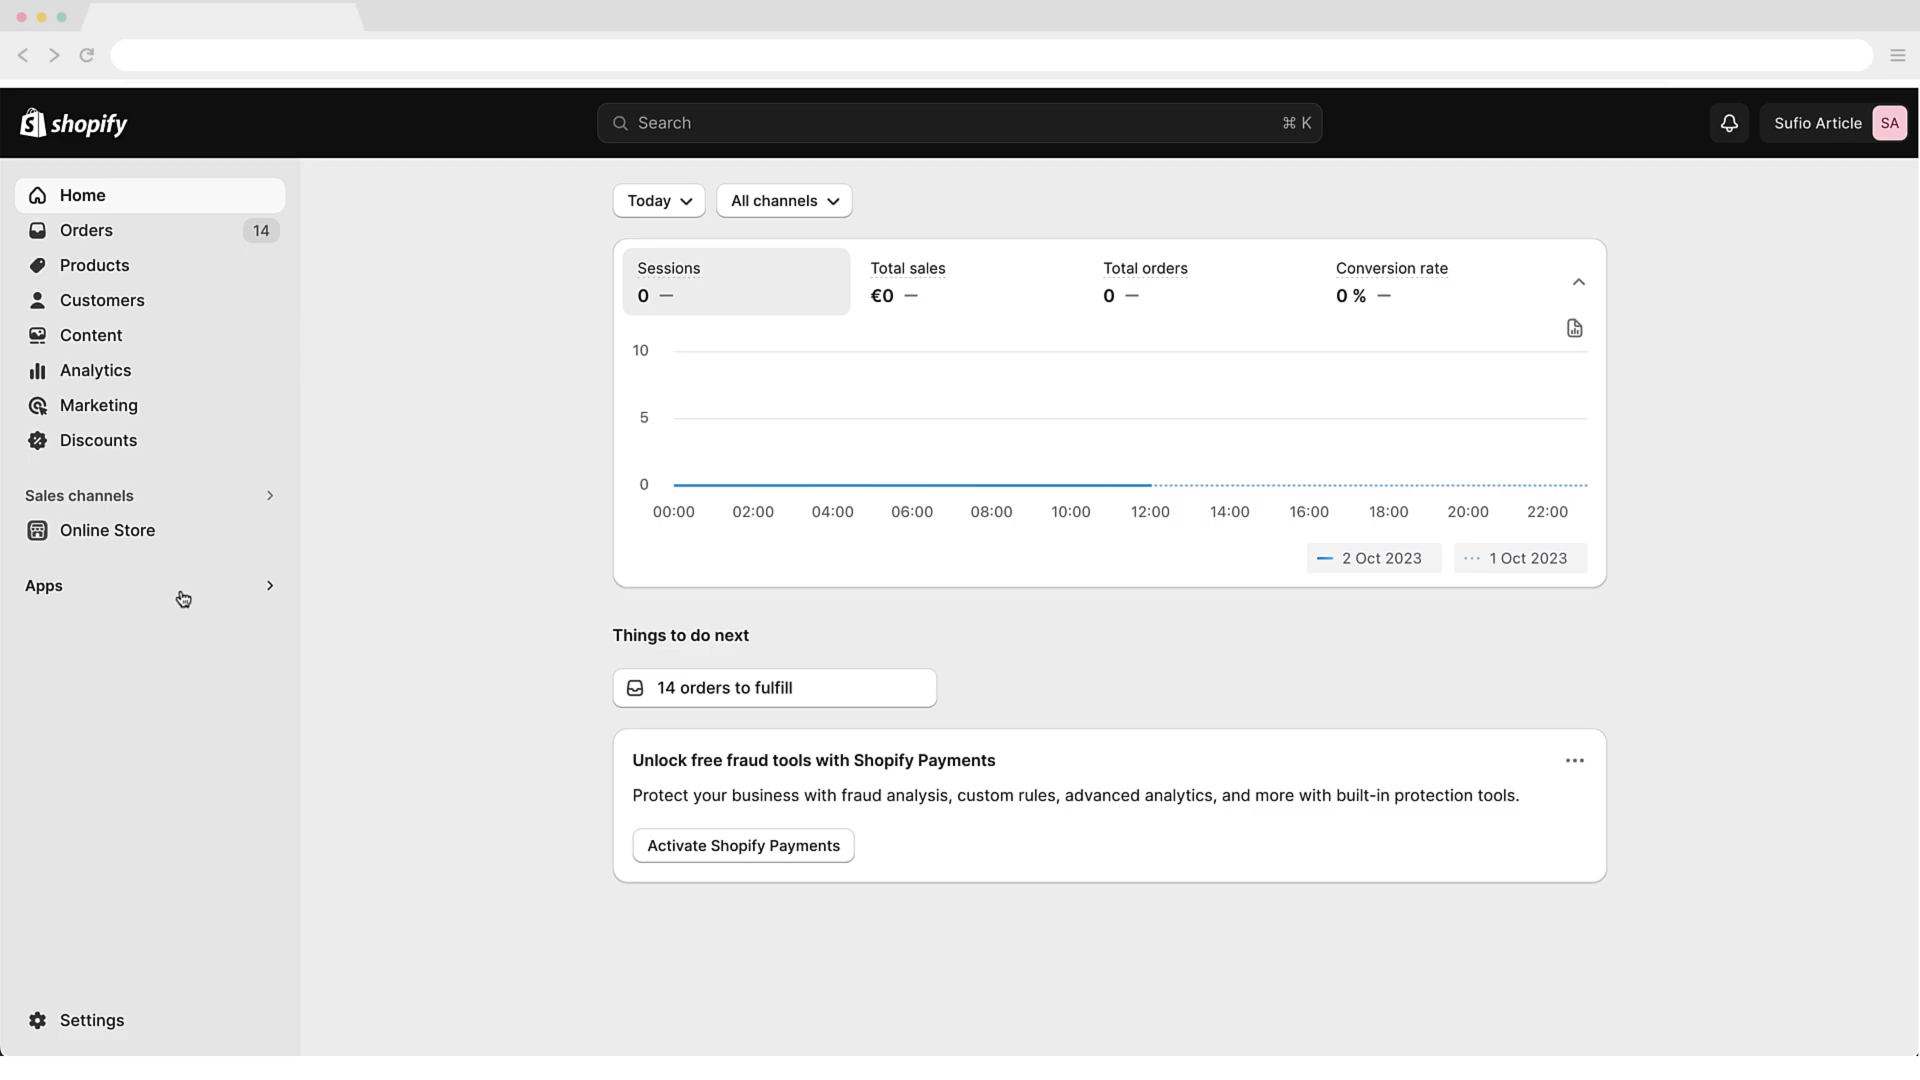 shopify
Search
⌘ K
Sufio Article
SA
Home
Orders
14
Products
Customers
Content
Analytics
Marketing
Discounts
Sales channels
Online Store
Apps
Settings
Today
All channels
Sessions
0 —
Total sales
€0 —
Total orders
0 —
Conversion rate
0 % —
10
5
0
00:00 02:00 04:00 06:00 08:00 10:00 12:00 14:00 16:00 18:00 20:00 22:00
2 Oct 2023
1 Oct 2023
Things to do next
14 orders to fulfill
Unlock free fraud tools with Shopify Payments
Protect your business with fraud analysis, custom rules, advanced analytics, and more with built-in protection tools.
Activate Shopify Payments